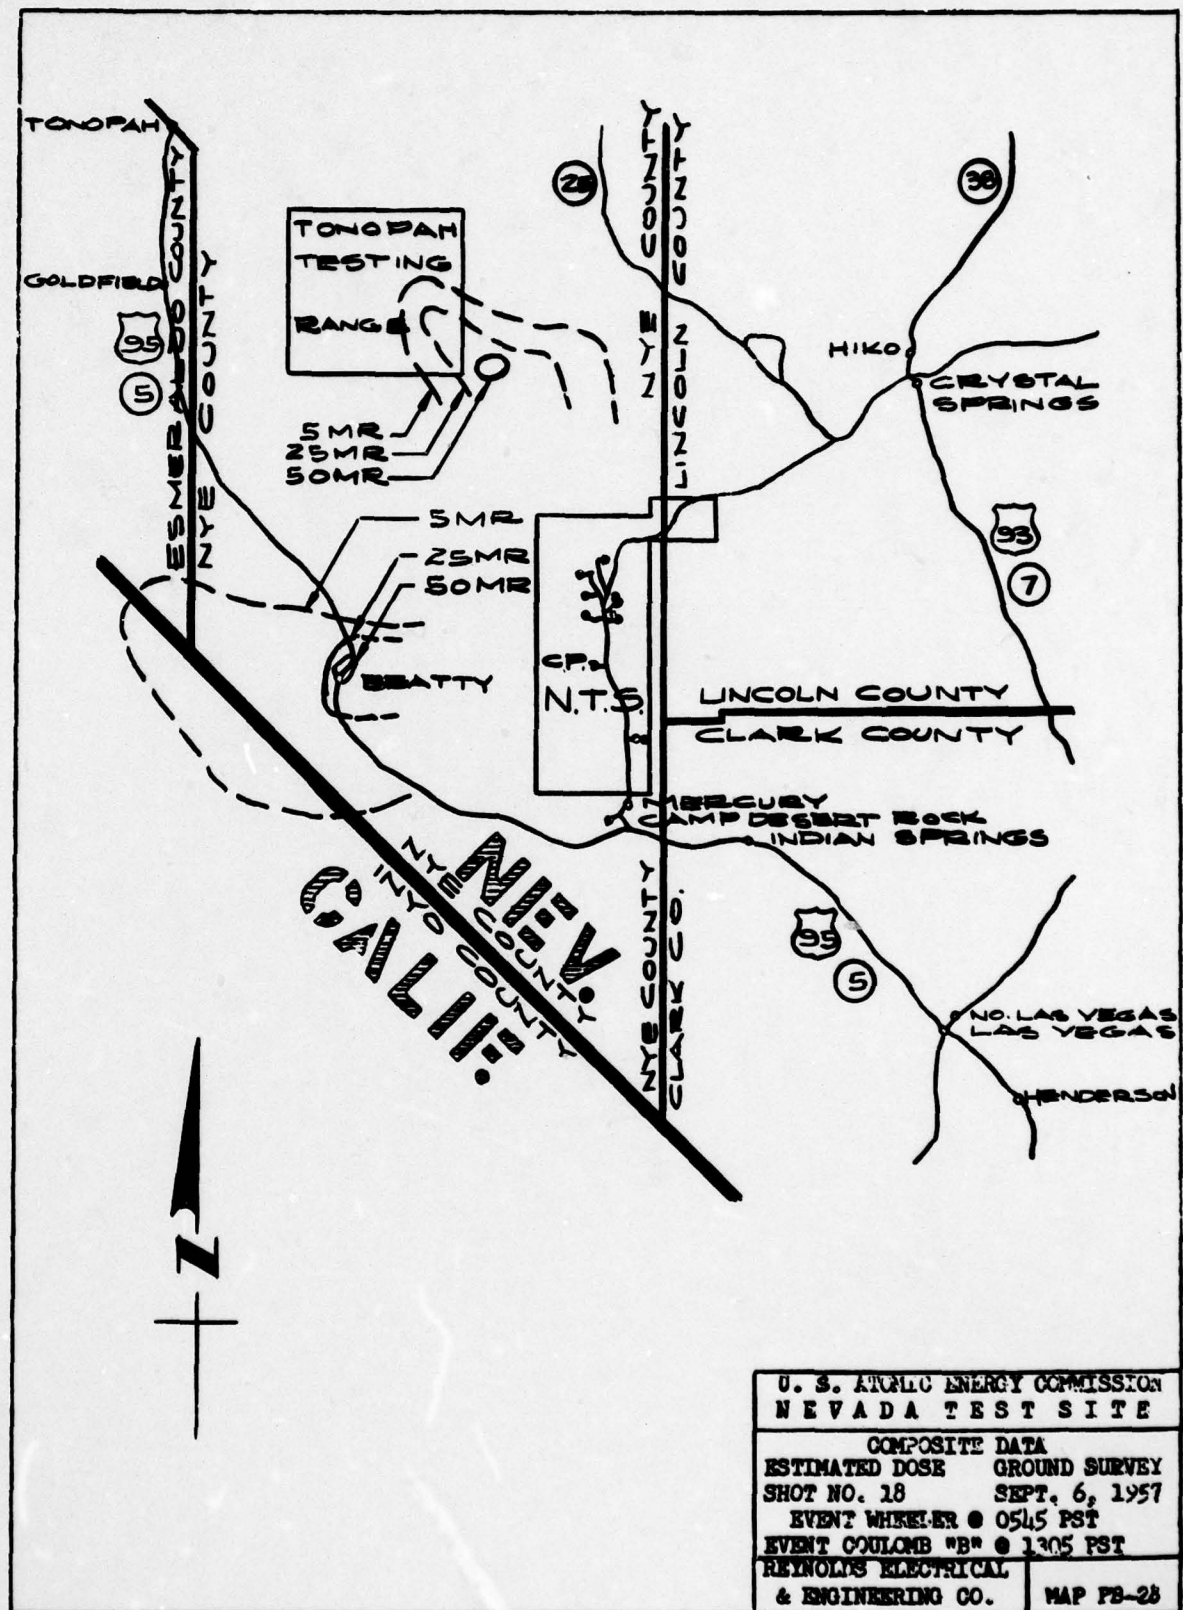 TONOPAH
GOLDFIELD
95
5
ESMERALDO COUNTY
NYE COUNTY
TONOPAH
TESTING
RANGE
5MR
25MR
50MR
5MR
25MR
50MR
BEATTY
NYE COUNTY
LINCOLN COUNTY
25
38
HIKO
CRYSTAL
SPRINGS
93
7
C.P.
N.T.S.
LINCOLN COUNTY
CLARK COUNTY
MERCURY
CAMP DESERT ROCK
INDIAN SPRINGS
NEV.
CALIF.
NYE COUNTY
INYO COUNTY
NYE COUNTY
CLARK CO.
95
5
NO. LAS VEGAS
LAS VEGAS
HENDERSON
N
U. S. ATOMIC ENERGY COMMISSION
NEVADA TEST SITE
COMPOSITE DATA
ESTIMATED DOSE GROUND SURVEY
SHOT NO. 18 SEPT. 6, 1957
EVENT WHEELER @ 0545 PST
EVENT COULOMB "B" @ 1305 PST
REYNOLDS ELECTRICAL
& ENGINEERING CO.
MAP PB-28